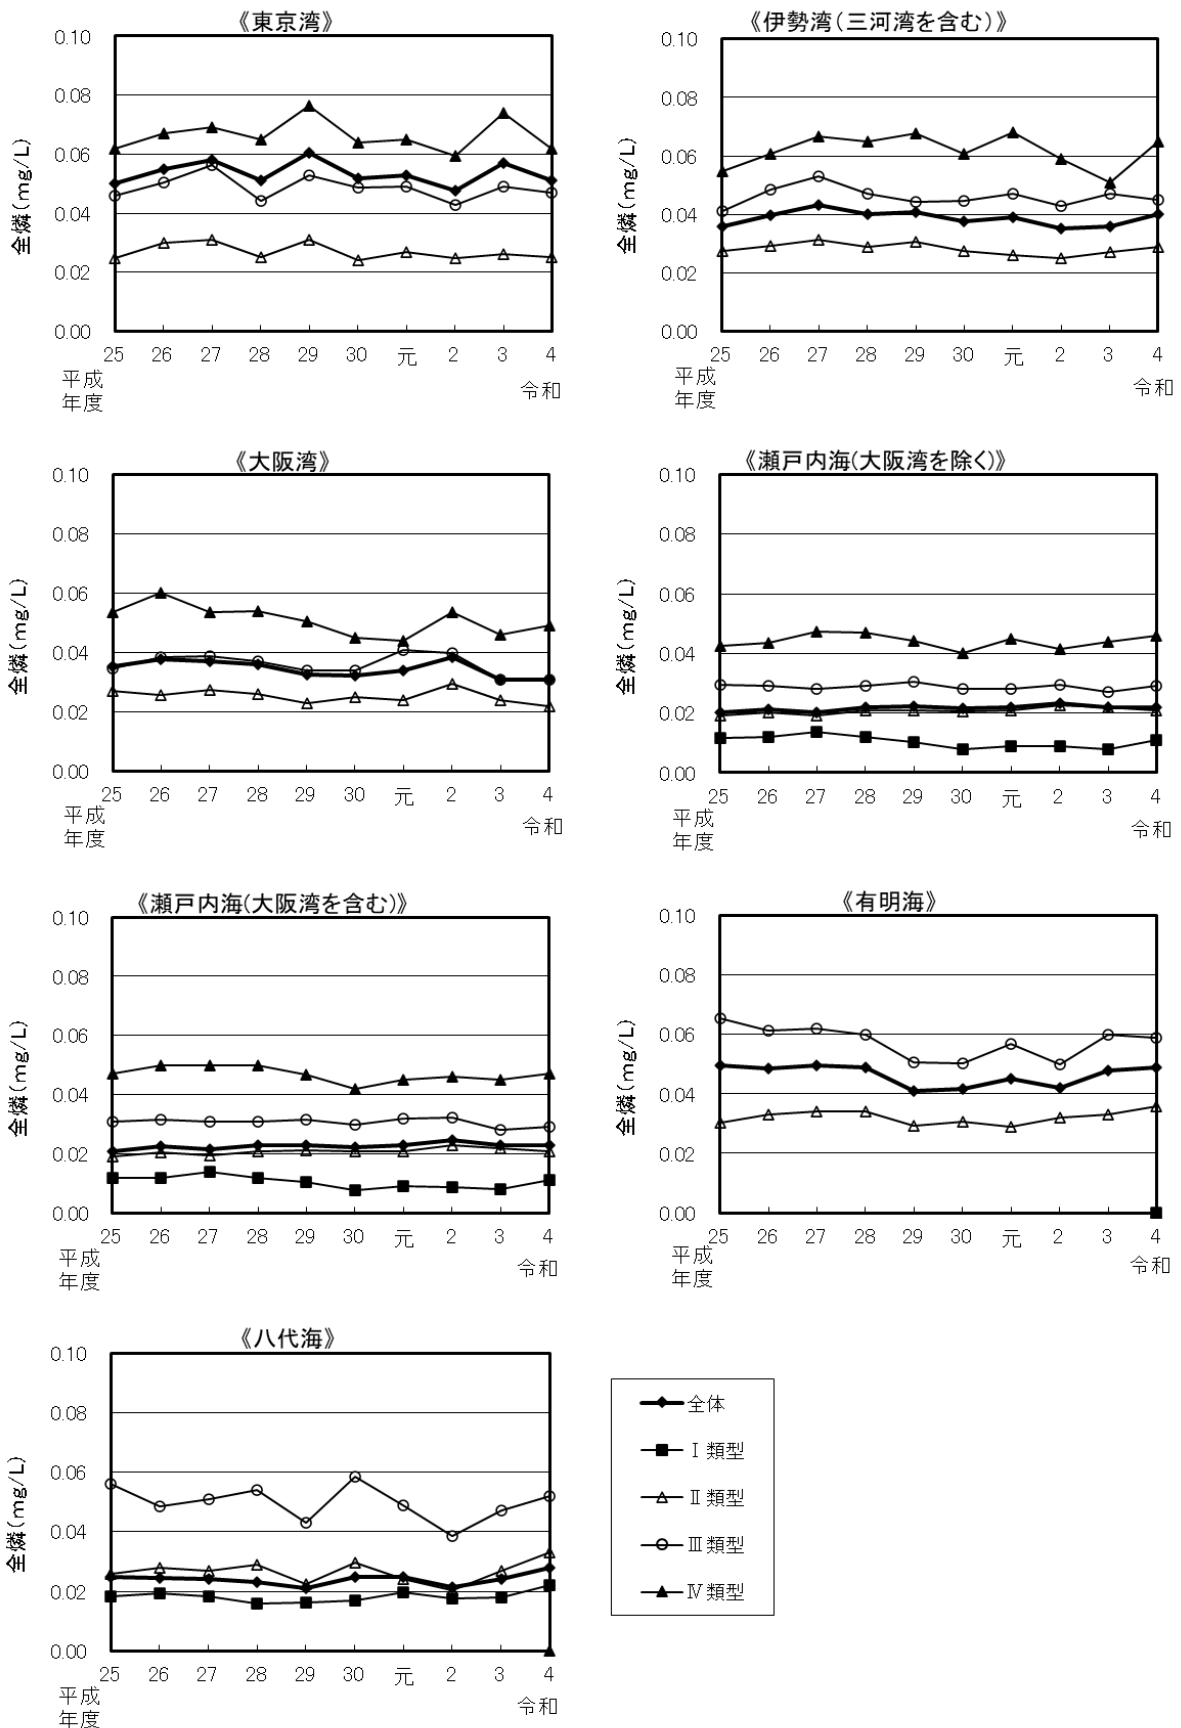 《東京湾》
全燐(mg/L)
0.10
0.08
0.06
0.04
0.02
0.00
25 26 27 28 29 30 元 2 3 4
平成
年度
令和
《伊勢湾(三河湾を含む)》
全燐(mg/L)
0.10
0.08
0.06
0.04
0.02
0.00
25 26 27 28 29 30 元 2 3 4
平成
年度
令和
《大阪湾》
全燐(mg/L)
0.10
0.08
0.06
0.04
0.02
0.00
25 26 27 28 29 30 元 2 3 4
平成
年度
令和
《瀬戸内海(大阪湾を除く)》
全燐(mg/L)
0.10
0.08
0.06
0.04
0.02
0.00
25 26 27 28 29 30 元 2 3 4
平成
年度
令和
《瀬戸内海(大阪湾を含む)》
全燐(mg/L)
0.10
0.08
0.06
0.04
0.02
0.00
25 26 27 28 29 30 元 2 3 4
平成
年度
令和
《有明海》
全燐(mg/L)
0.10
0.08
0.06
0.04
0.02
0.00
25 26 27 28 29 30 元 2 3 4
平成
年度
令和
《八代海》
全燐(mg/L)
0.10
0.08
0.06
0.04
0.02
0.00
25 26 27 28 29 30 元 2 3 4
平成
年度
令和
全体
Ⅰ類型
Ⅱ類型
Ⅲ類型
Ⅳ類型